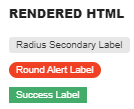 RENDERED HTML
Radius Secondary Label
Round Alert Label
Success Label